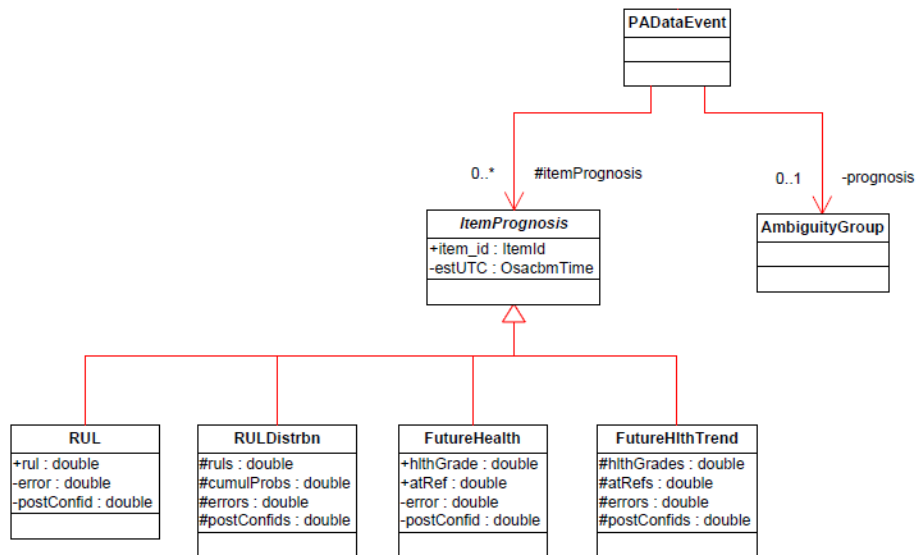 PADataEvent
0..*
#itemPrognosis
0..1
-prognosis
ItemPrognosis
+item_id : ItemId
-estUTC : OsacbmTime
AmbiguityGroup
RUL
+rul : double
-error : double
-postConfid : double
RULDistrbn
#ruls : double
#cumulProbs : double
#errors : double
#postConfids : double
FutureHealth
+hlthGrade : double
+atRef : double
-error : double
-postConfid : double
FutureHlthTrend
#hlthGrades : double
#atRefs : double
#errors : double
#postConfids : double